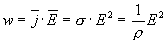 w = j̅ · E̅ = σ · E² = 1/ρ E²